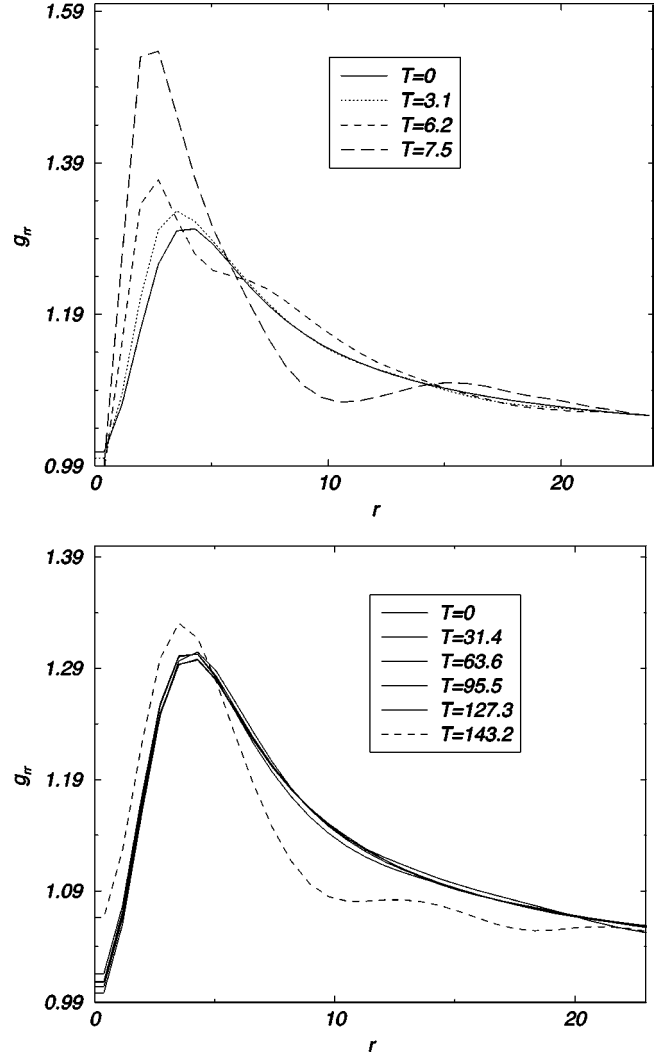 1.59
T=0
T=3.1
T=6.2
T=7.5
1.39
g_rr
1.19
0.99
0 10 20
r
1.39
T=0
T=31.4
T=63.6
T=95.5
T=127.3
T=143.2
1.29
g_rr
1.19
1.09
0.99
0 10 20
r